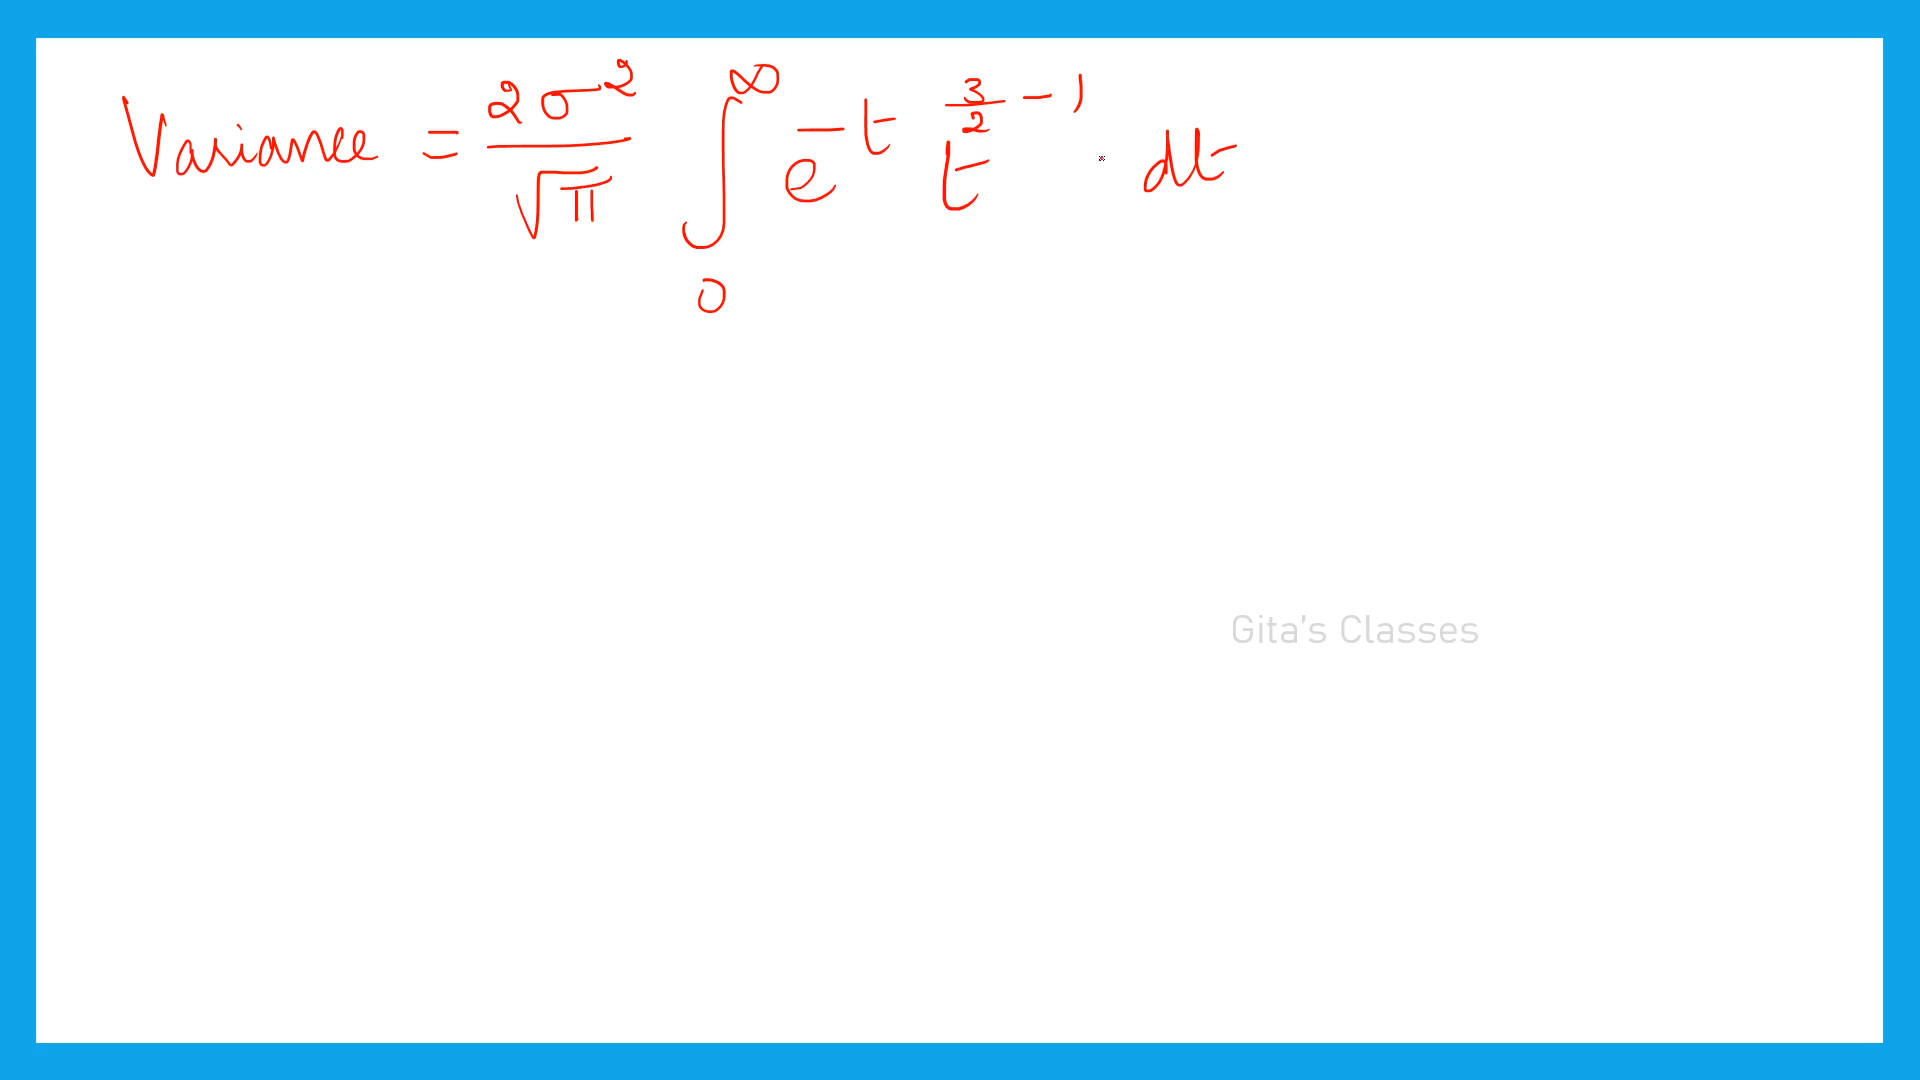 Variance = 2σ²/√π ∫₀^∞ e^(-t) t^(3/2 - 1) . dt
Gita's Classes